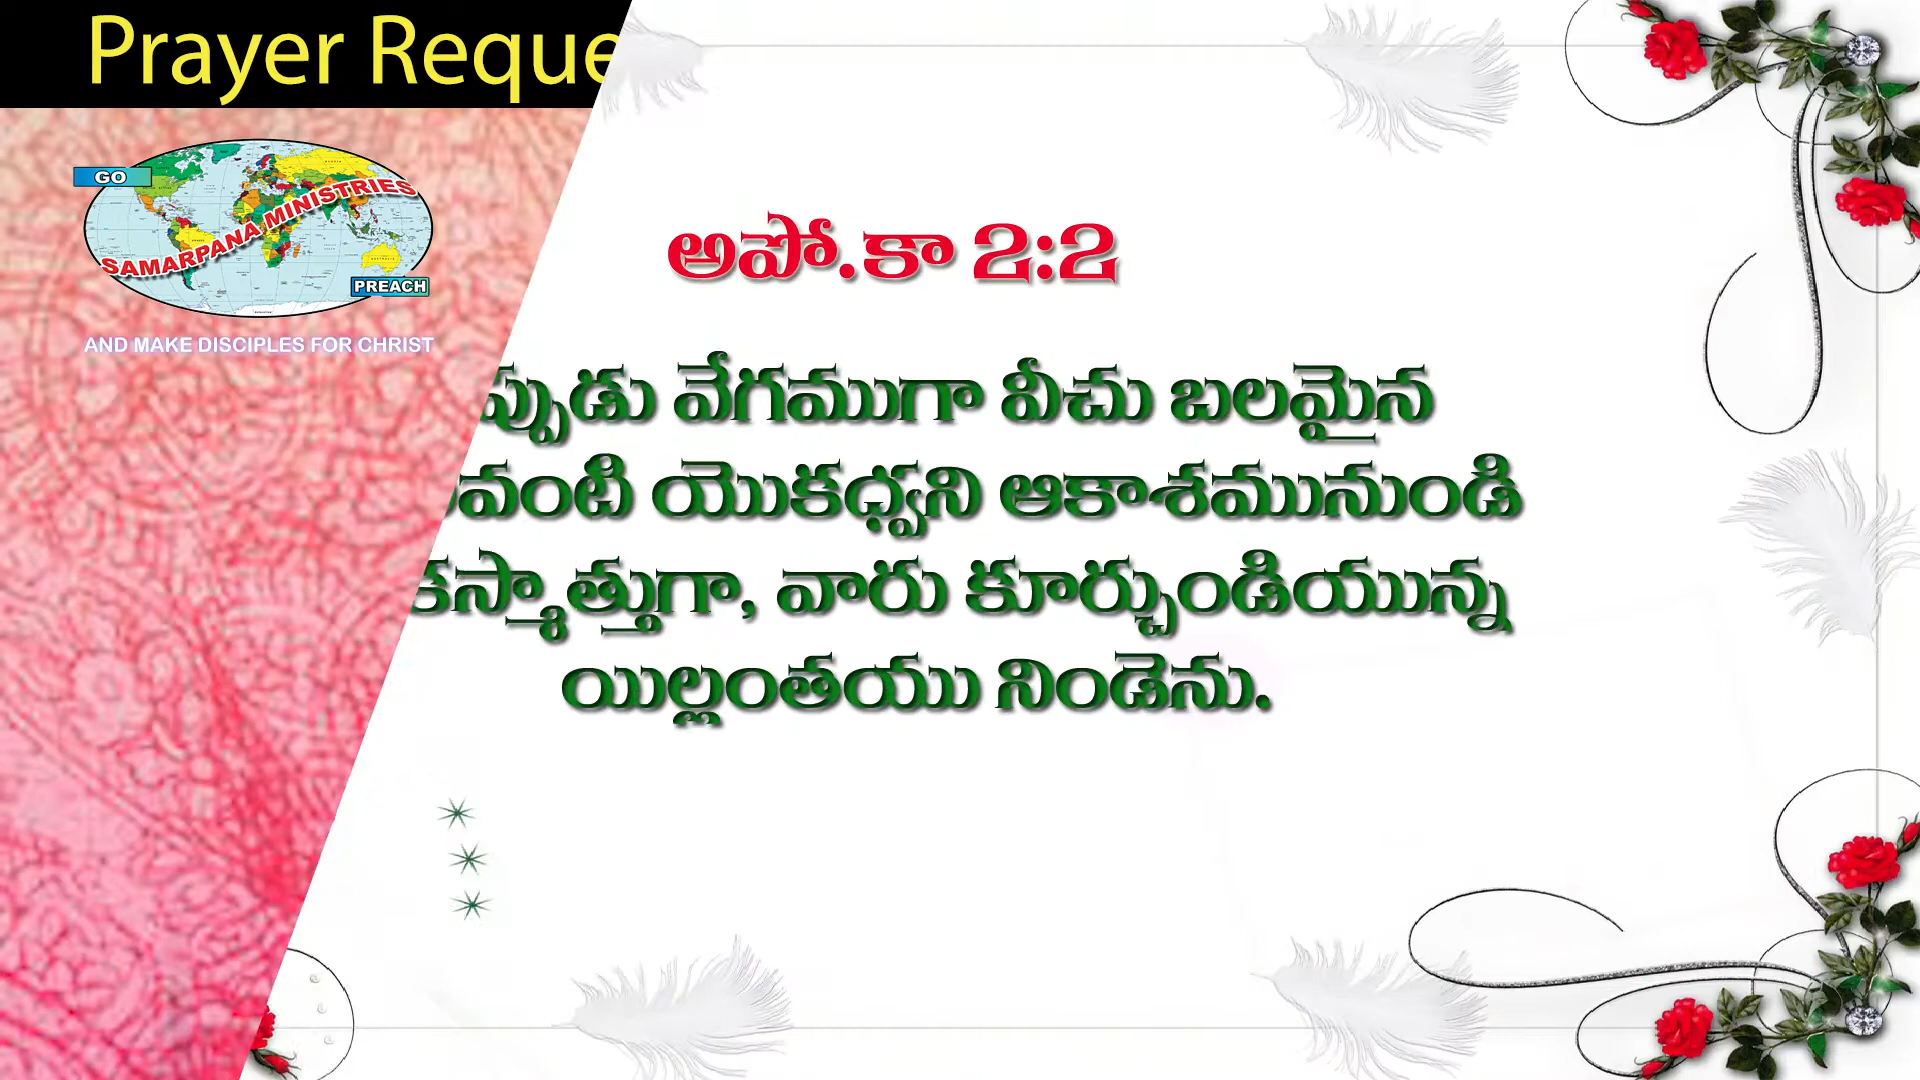 Prayer Reque
GO
SAMARPANA MINISTRIES
PREACH
AND MAKE DISCIPLES FOR CHRIST
అపో.కా 2:2
ప్పుడు వేగముగా వీచు బలమైన
వంటి యొకధ్వని ఆకాశమునుండి
కస్మాత్తుగా, వారు కూర్చుండియున్న
యిల్లంతయు నిండెను.